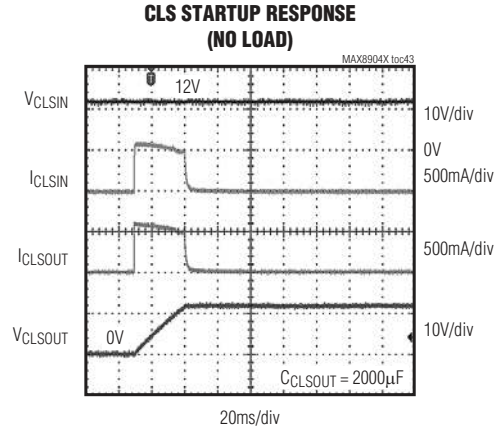 CLS STARTUP RESPONSE
(NO LOAD)
MAX8904X toc43
T
12V
VCLSIN
10V/div
0V
ICLSIN
500mA/div
ICLSOUT
500mA/div
VCLSOUT
0V
10V/div
CCLSOUT = 2000µF
20ms/div